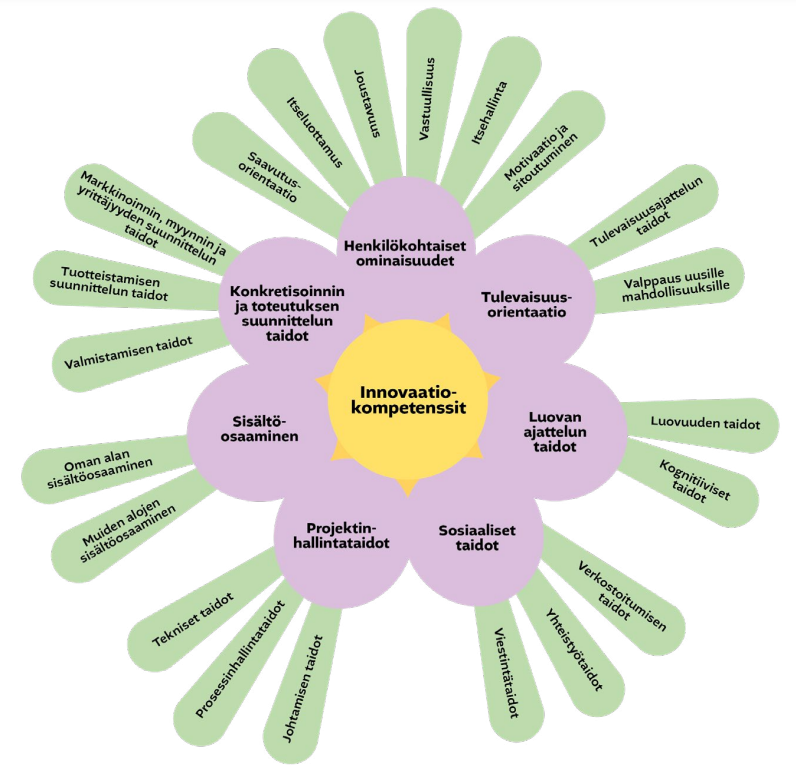 Innovaatio-
kompetenssit
Henkilökohtaiset
ominaisuudet
Saavutus-
orientaatio
Itseluottamus
Joustavuus
Vastuullisuus
Itsehallinta
Motivaatio ja
sitoutuminen
Tulevaisuus-
orientaatio
Tulevaisuusajattelun
taidot
Valppaus uusille
mahdollisuuksille
Luovan
ajattelun
taidot
Luovuuden taidot
Kognitiiviset
taidot
Sosiaaliset
taidot
Verkostoitumisen
taidot
Yhteistyötaidot
Viestintätaidot
Projektin-
hallintataidot
Johtamisen taidot
Prosessinhallintataidot
Tekniset taidot
Sisältö-
osaaminen
Muiden alojen
sisältöosaaminen
Oman alan
sisältöosaaminen
Konkretisoinnin
ja toteutuksen
suunnittelun
taidot
Valmistamisen taidot
Tuotteistamisen
suunnittelun taidot
Markkinoinnin, myynnin ja
yrittäjyyden suunnittelun
taidot